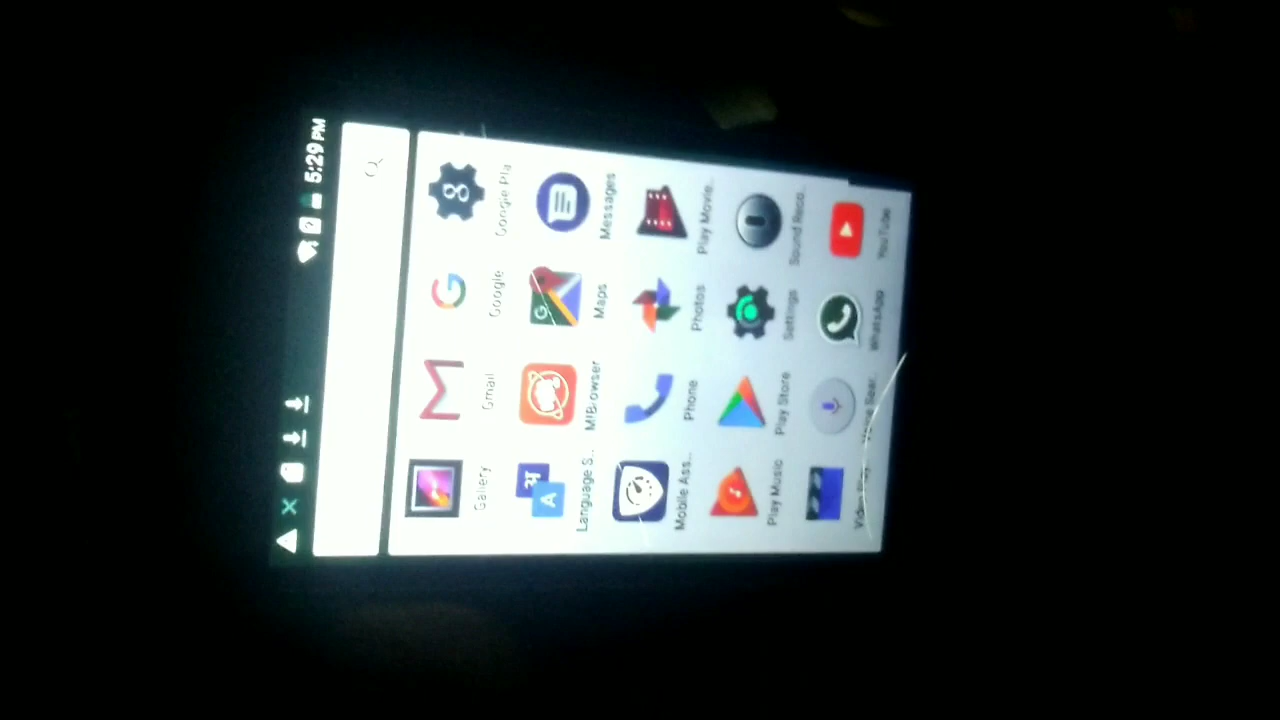 5:29 PM
Gallery Gmail Google Google Pla
Language S.. MiBrowser Maps Messages
Mobile Ass.. Phone Photos Play Movie..
Play Music Play Store Settings Sound Reco..
WhatsApp YouTube